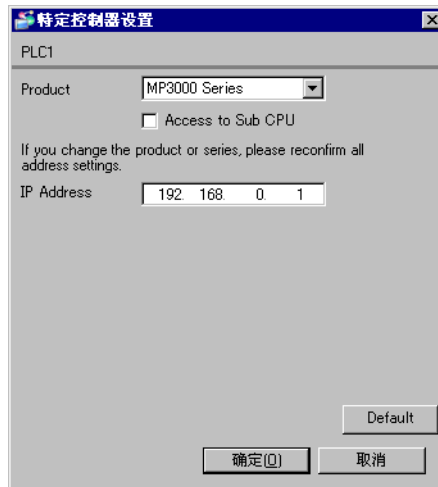 特定控制器设置
PLC1
Product MP3000 Series
Access to Sub CPU
If you change the product or series, please reconfirm all
address settings.
IP Address 192. 168. 0. 1
Default
确定(O) 取消